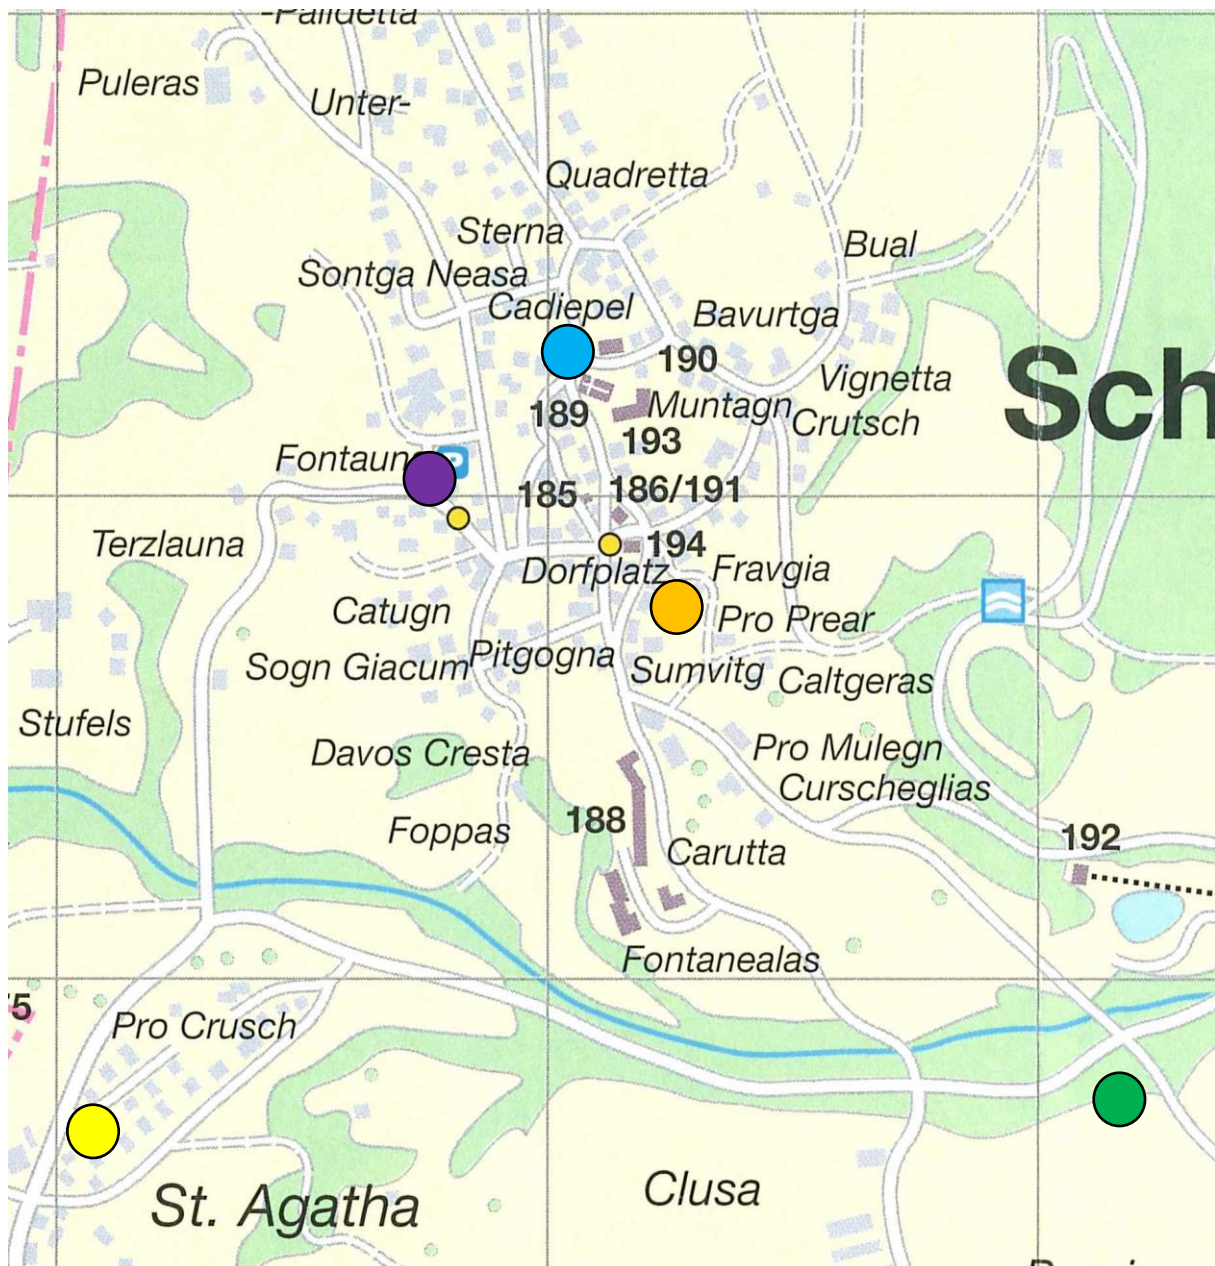 -Palldetta
Puleras
Unter-
Quadretta
Sterna
Bual
Sontga Neasa
Cadiepel
Bavurtga
190
Vignetta
Sch
189
Muntagn
Crutsch
193
Fontauna
185
186/191
Terzlauna
194
Dorfplatz
Fravgia
Catugn
Pro Prear
Sogn Giacum
Pitgogna
Sumvitg
Caltgeras
Stufels
Davos Cresta
Pro Mulegn
Curscheglias
188
Foppas
192
Carutta
Fontanealas
Pro Crusch
St. Agatha
Clusa